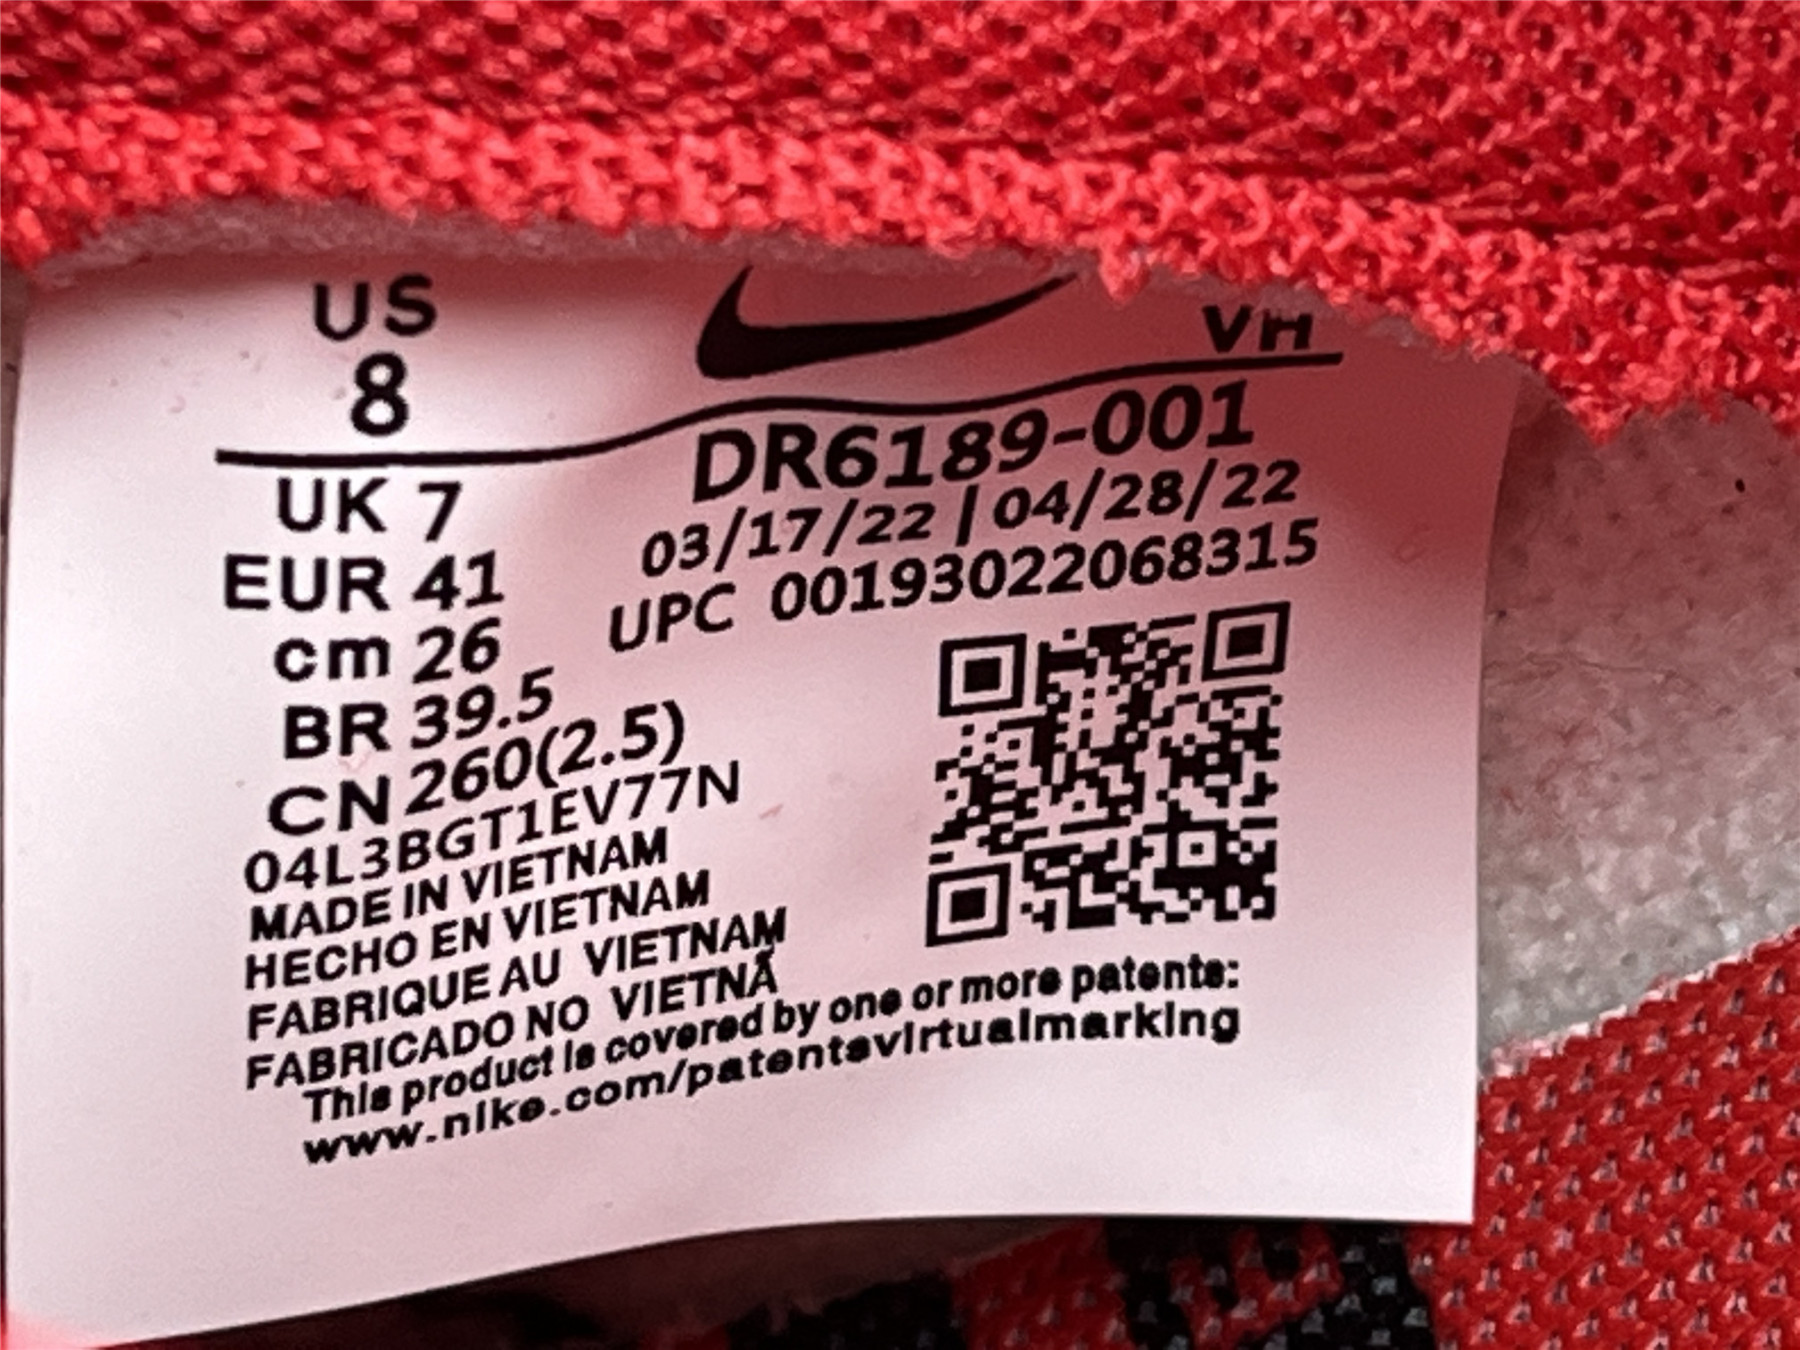 US
8
VH
UK 7
EUR 41
cm 26
BR 39.5
CN 260(2.5)
DR6189-001
03/17/22 | 04/28/22
UPC 00193022068315
04L3BGT1EV77N
MADE IN VIETNAM
HECHO EN VIETNAM
FABRIQUE AU VIETNAM
FABRICADO NO VIETNÃ
This product is covered by one or more patents:
www.nike.com/patentsvirtualmarking